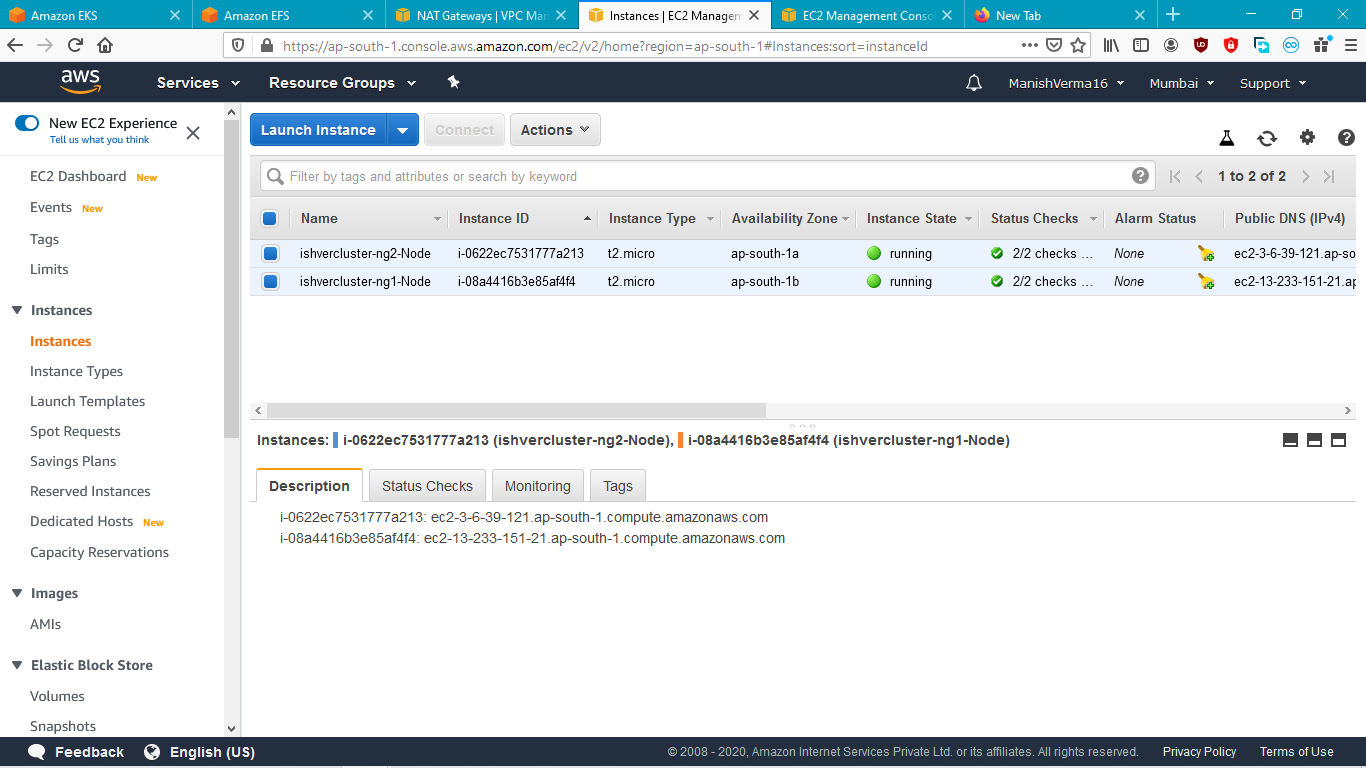 Amazon EKS
Amazon EFS
NAT Gateways | VPC Man
Instances | EC2 Managem
EC2 Management Conso
New Tab
https://ap-south-1.console.aws.amazon.com/ec2/v2/home?region=ap-south-1#Instances:sort=instanceId
aws Services Resource Groups ManishVerma16 Mumbai Support
New EC2 Experience
Tell us what you think
EC2 Dashboard New
Events New
Tags
Limits
Instances
Instances
Instance Types
Launch Templates
Spot Requests
Savings Plans
Reserved Instances
Dedicated Hosts New
Capacity Reservations
Images
AMIs
Elastic Block Store
Volumes
Snapshots
Launch Instance Connect Actions
Filter by tags and attributes or search by keyword
1 to 2 of 2
Name Instance ID Instance Type Availability Zone Instance State Status Checks Alarm Status Public DNS (IPv4)
ishvercluster-ng2-Node i-0622ec7531777a213 t2.micro ap-south-1a running 2/2 checks ... None ec2-3-6-39-121.ap-so
ishvercluster-ng1-Node i-08a4416b3e85af4f4 t2.micro ap-south-1b running 2/2 checks ... None ec2-13-233-151-21.ap
Instances: i-0622ec7531777a213 (ishvercluster-ng2-Node), i-08a4416b3e85af4f4 (ishvercluster-ng1-Node)
Description Status Checks Monitoring Tags
i-0622ec7531777a213: ec2-3-6-39-121.ap-south-1.compute.amazonaws.com
i-08a4416b3e85af4f4: ec2-13-233-151-21.ap-south-1.compute.amazonaws.com
Feedback English (US) © 2008 - 2020, Amazon Internet Services Private Ltd. or its affiliates. All rights reserved. Privacy Policy Terms of Use